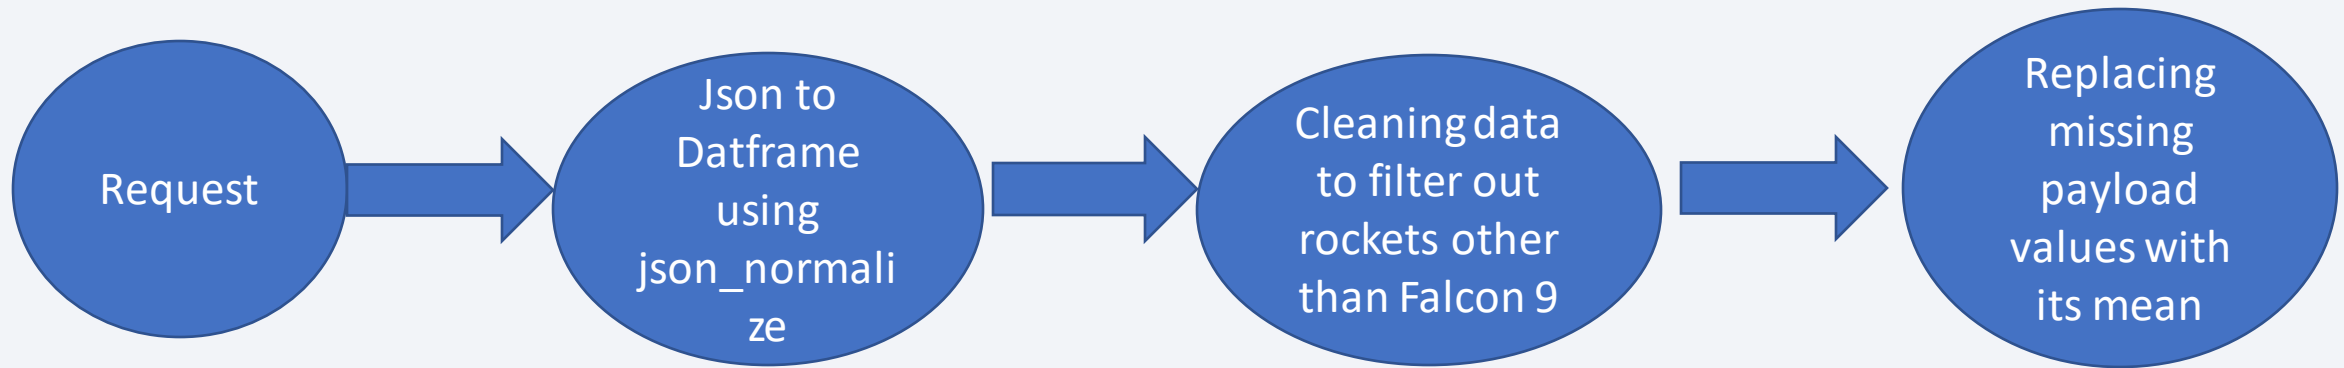 Request
Json to
Datframe
using
json_normali
ze
Cleaning data
to filter out
rockets other
than Falcon 9
Replacing
missing
payload
values with
its mean